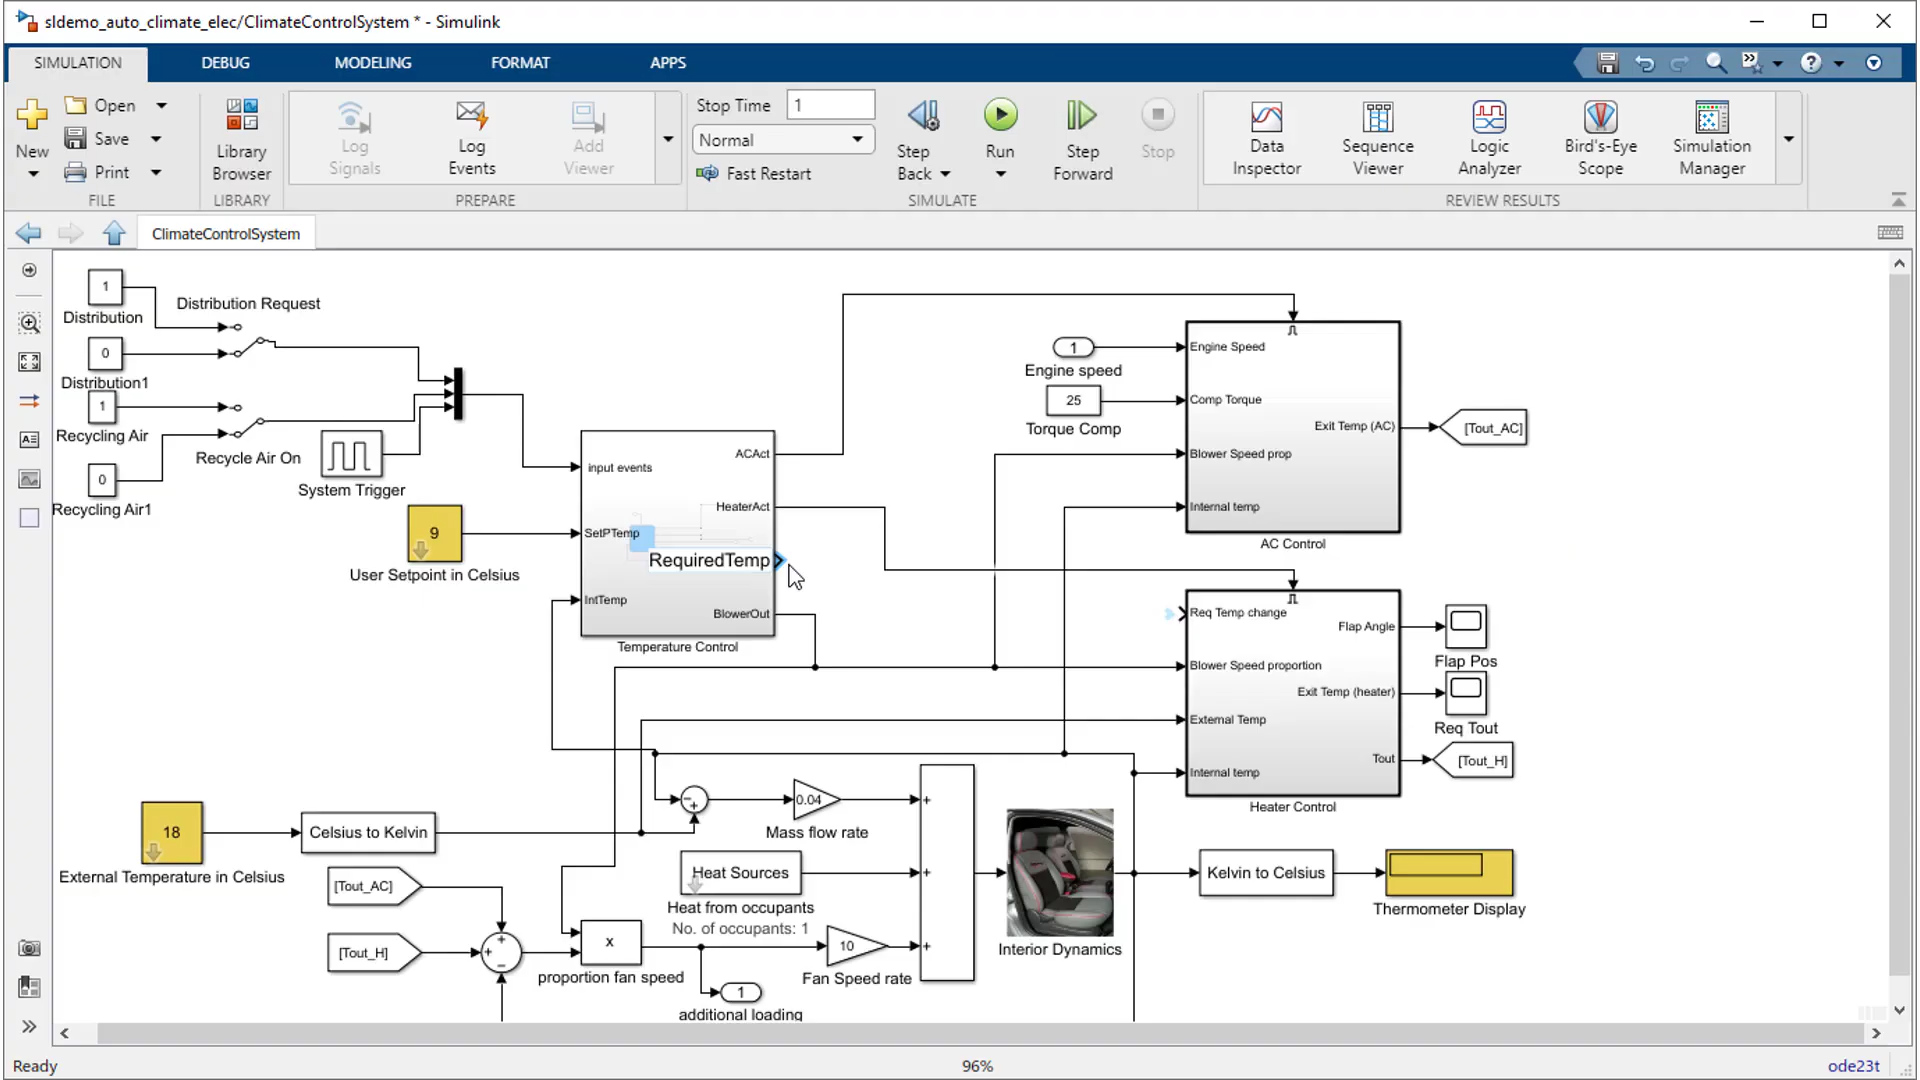 sldemo_auto_climate_elec/ClimateControlSystem * - Simulink
SIMULATION
DEBUG
MODELING
FORMAT
APPS
New
Open
Save
Print
FILE
Library
Browser
LIBRARY
Log
Signals
Log
Events
Add
Viewer
PREPARE
Stop Time
1
Normal
Fast Restart
Step
Back
Run
Step
Forward
Stop
SIMULATE
Data
Inspector
Sequence
Viewer
Logic
Analyzer
Bird's-Eye
Scope
Simulation
Manager
REVIEW RESULTS
ClimateControlSystem
1
Distribution
Distribution Request
0
Distribution1
1
Recycling Air
Recycle Air On
0
Recycling Air1
System Trigger
9
User Setpoint in Celsius
input events
SetPTemp
IntTemp
ACAct
HeaterAct
RequiredTemp
BlowerOut
Temperature Control
1
Engine speed
25
Torque Comp
Engine Speed
Comp Torque
Exit Temp (AC)
Blower Speed prop
Internal temp
AC Control
[Tout_AC]
Req Temp change
Flap Angle
Blower Speed proportion
Exit Temp (heater)
External Temp
Tout
Internal temp
Heater Control
Flap Pos
Req Tout
[Tout_H]
18
External Temperature in Celsius
Celsius to Kelvin
[Tout_AC]
[Tout_H]
−
+
0.04
Mass flow rate
Heat Sources
Heat from occupants
No. of occupants: 1
+
+
+
+
+
−
x
proportion fan speed
10
Fan Speed rate
1
additional loading
Interior Dynamics
Kelvin to Celsius
Thermometer Display
Ready
96%
ode23t